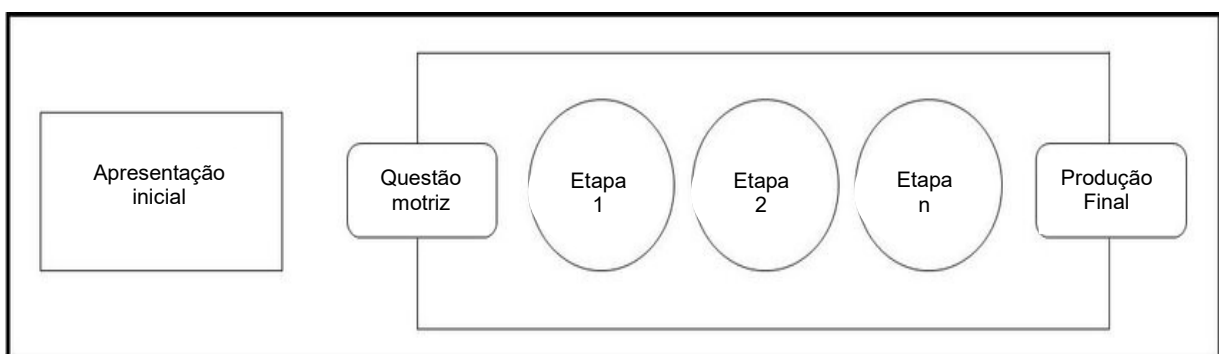 Apresentação
inicial
Questão
motriz
Etapa
1
Etapa
2
Etapa
n
Produção
Final